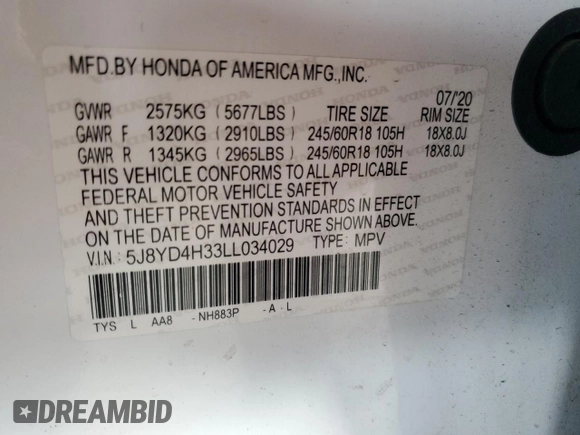 MFD.BY HONDA OF AMERICA MFG.,INC.
07/'20
GVWR 2575KG (5677LBS) TIRE SIZE RIM SIZE
GAWR F 1320KG (2910LBS) 245/60R18 105H 18X8.0J
GAWR R 1345KG (2965LBS) 245/60R18 105H 18X8.0J
THIS VEHICLE CONFORMS TO ALL APPLICABLE
FEDERAL MOTOR VEHICLE SAFETY
AND THEFT PREVENTION STANDARDS IN EFFECT
ON THE DATE OF MANUFACTURE SHOWN ABOVE.
V.I.N: 5J8YD4H33LL034029 TYPE: MPV
TYS L AA8 -NH883P -A-L
DREAMBID